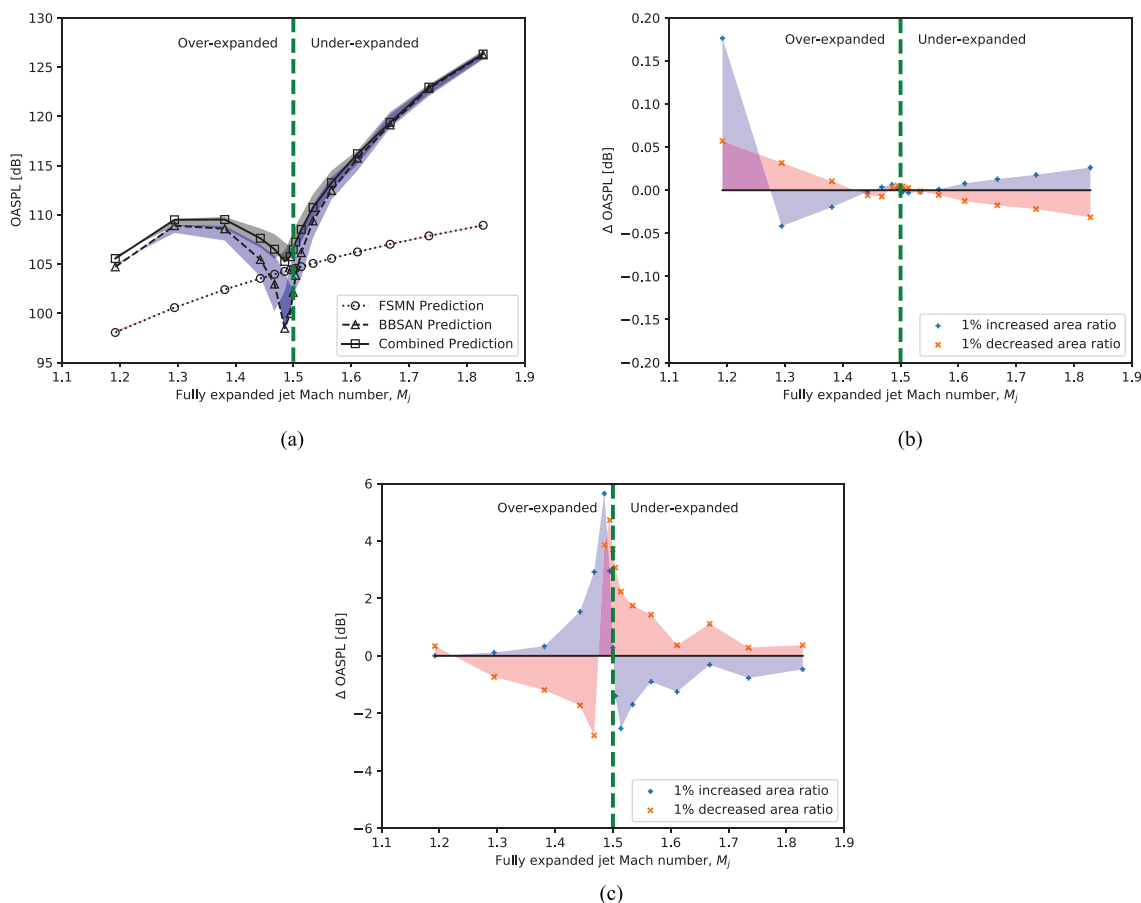 130
125
120
115
110
105
100
95
OASPL [dB]
Over-expanded
Under-expanded
FSMN Prediction
BBSAN Prediction
Combined Prediction
1.1 1.2 1.3 1.4 1.5 1.6 1.7 1.8 1.9
Fully expanded jet Mach number, Mj
(a)
0.20
0.15
0.10
0.05
0.00
−0.05
−0.10
−0.15
−0.20
Δ OASPL [dB]
Over-expanded
Under-expanded
1% increased area ratio
1% decreased area ratio
1.1 1.2 1.3 1.4 1.5 1.6 1.7 1.8 1.9
Fully expanded jet Mach number, Mj
(b)
6
4
2
0
−2
−4
−6
Δ OASPL [dB]
Over-expanded
Under-expanded
1% increased area ratio
1% decreased area ratio
1.1 1.2 1.3 1.4 1.5 1.6 1.7 1.8 1.9
Fully expanded jet Mach number, Mj
(c)